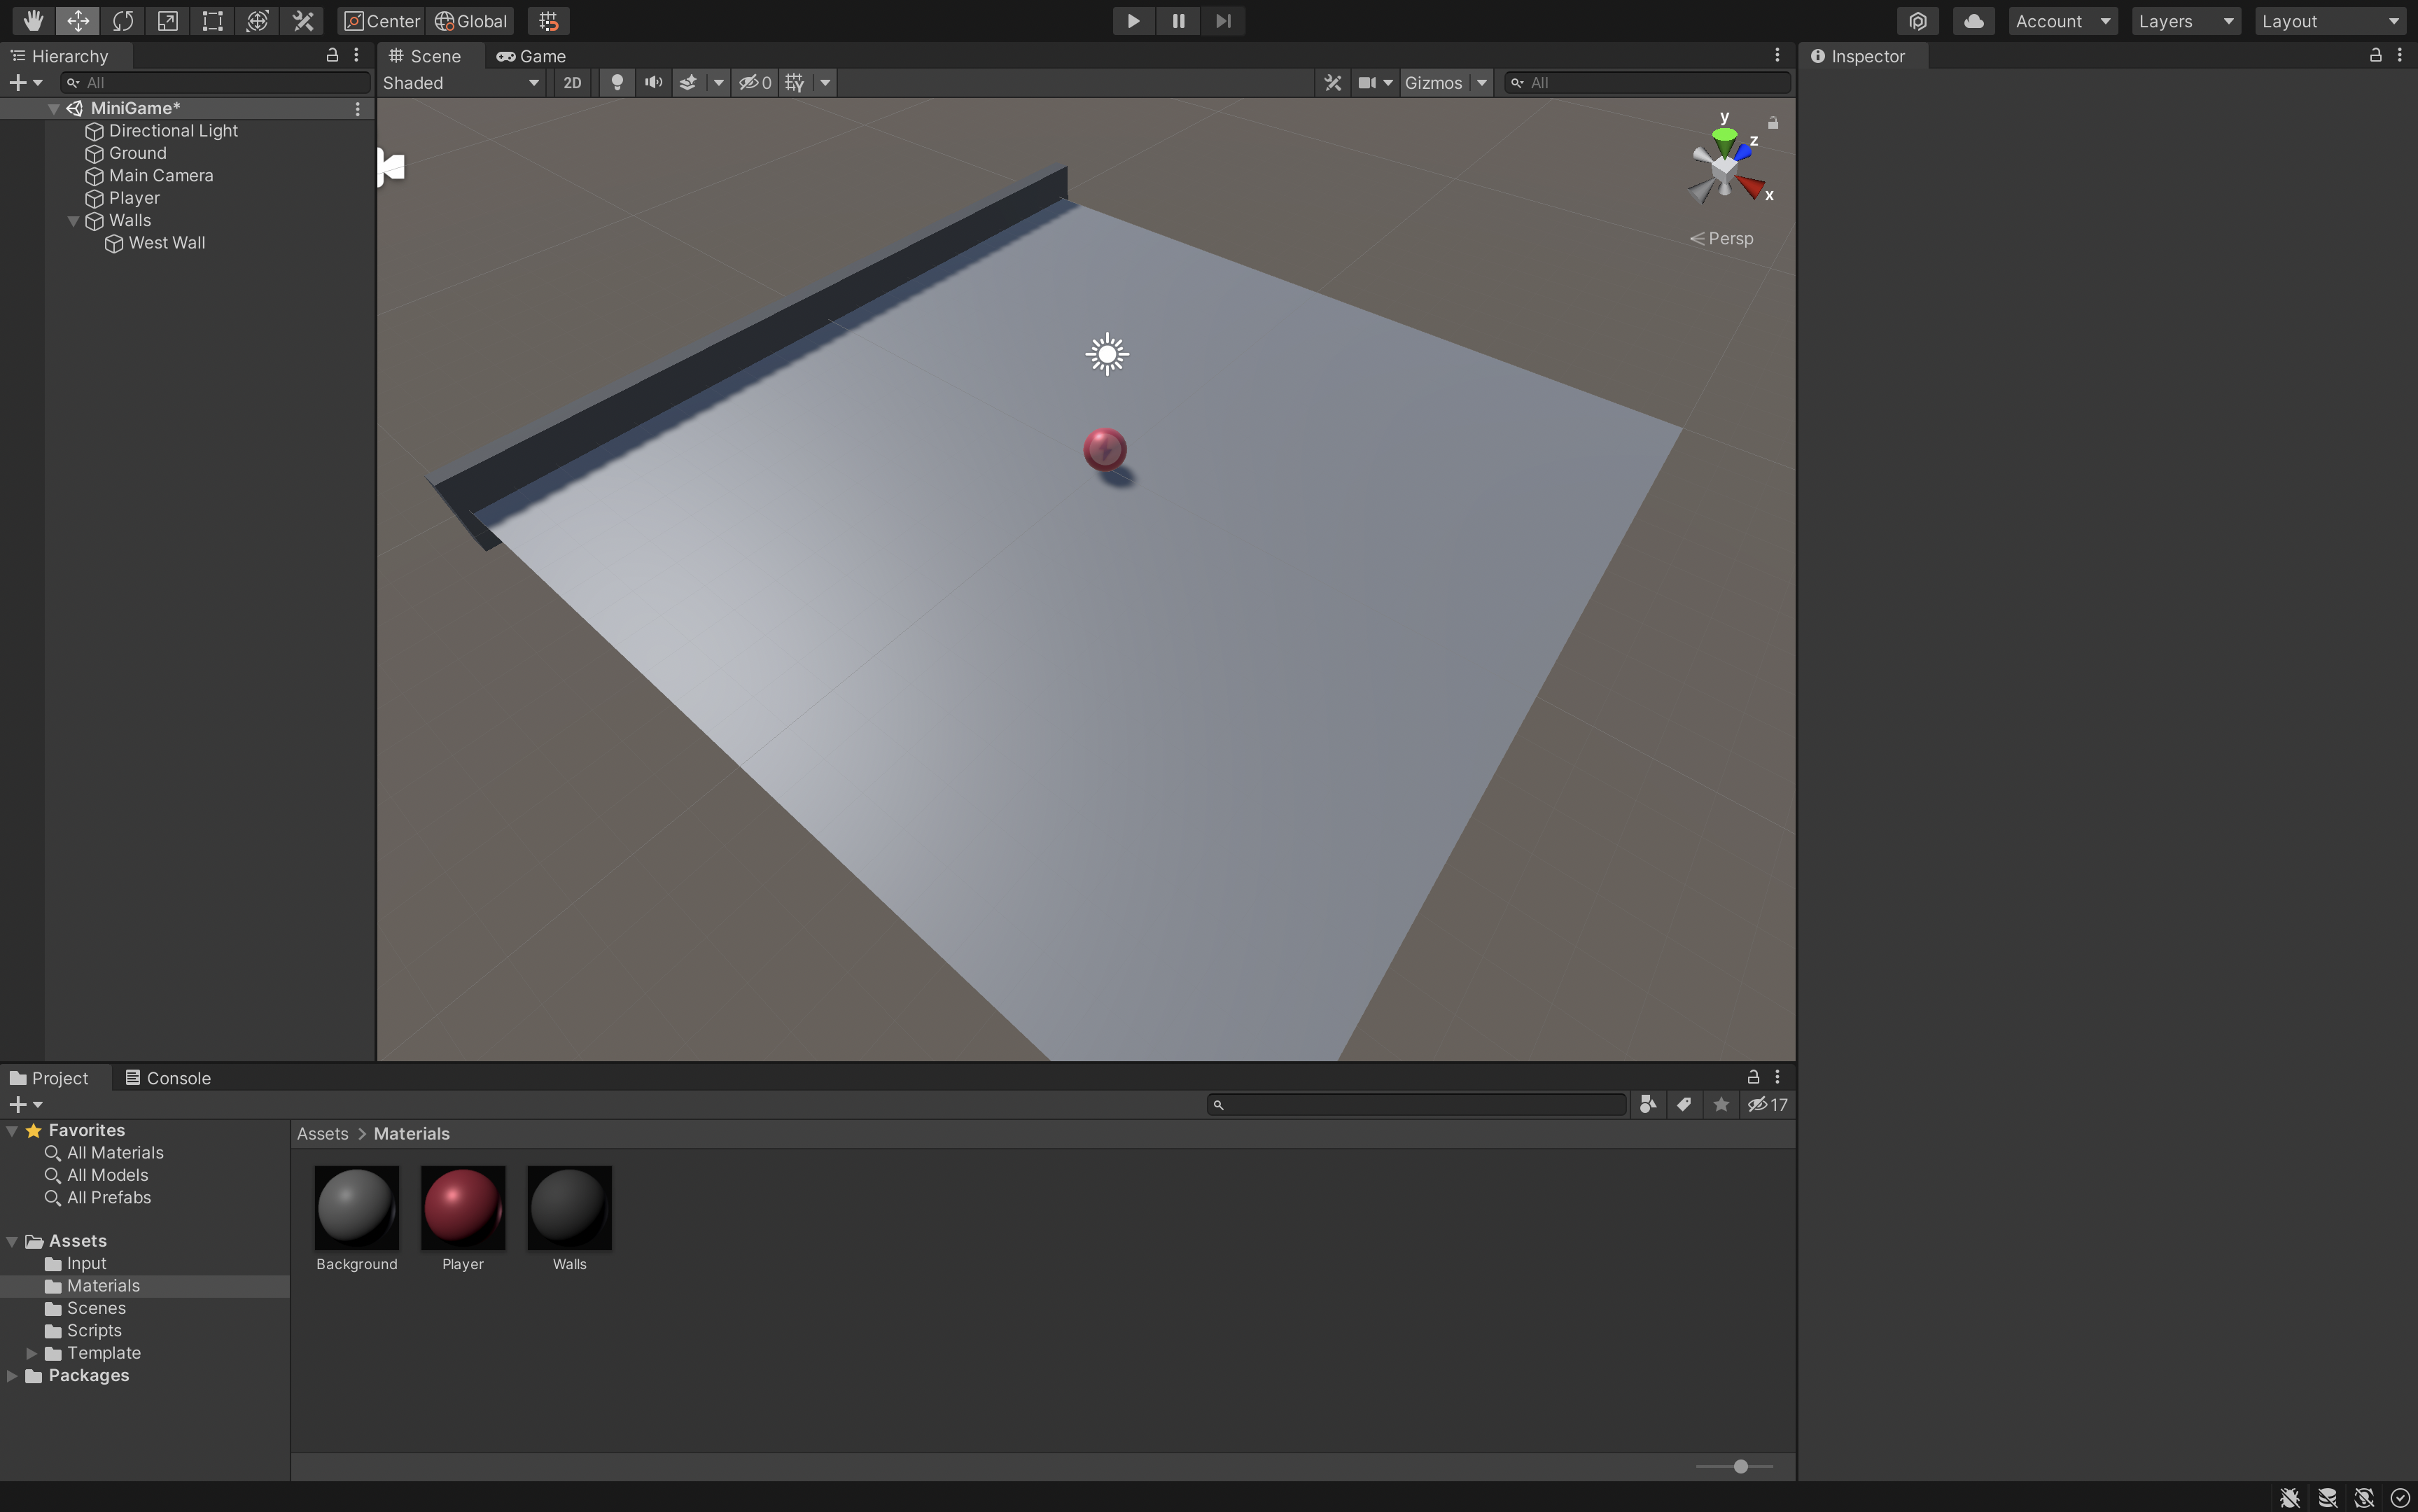 Center Global
Account Layers Layout
Hierarchy
Scene Game
Inspector
All
Shaded 2D 0 Gizmos All
MiniGame*
Directional Light
Ground
Main Camera
Player
Walls
West Wall
y
z
x
Persp
Project Console
17
Favorites
All Materials
All Models
All Prefabs
Assets
Input
Materials
Scenes
Scripts
Template
Packages
Assets > Materials
Background Player Walls